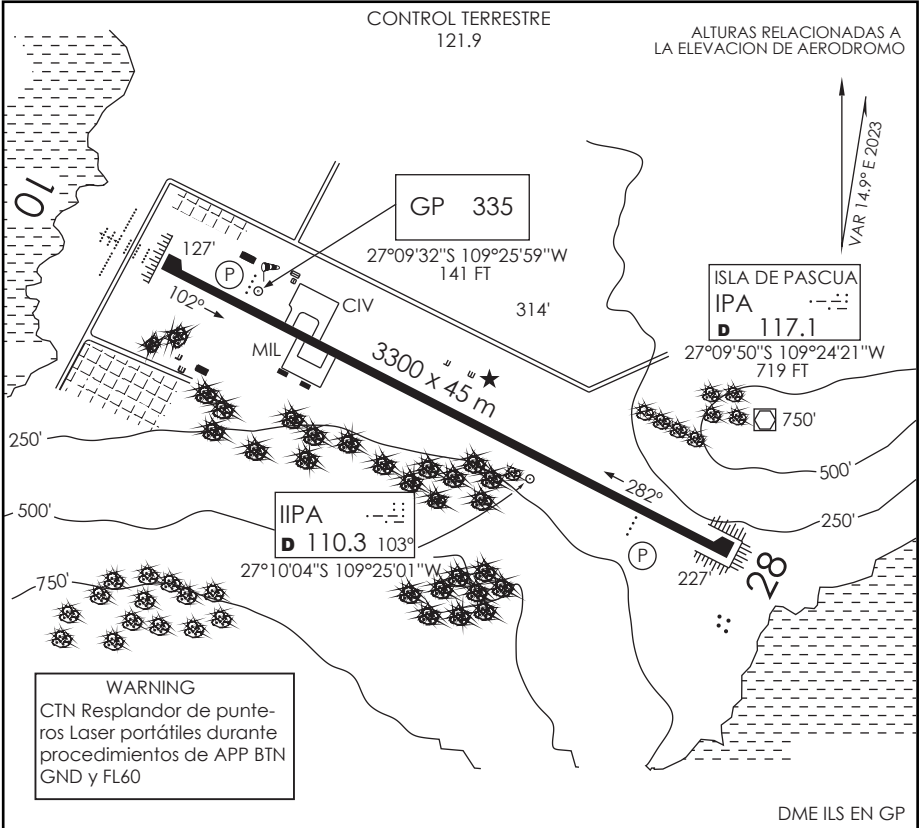 CONTROL TERRESTRE
121.9
ALTURAS RELACIONADAS A
LA ELEVACION DE AERODROMO
VAR 14.9° E 2023
GP 335
27°09'32"S 109°25'59"W
141 FT
10
127'
P
102°
CIV
MIL
314'
3300 x 45 m
ISLA DE PASCUA
IPA
D 117.1
27°09'50"S 109°24'21"W
719 FT
750'
250'
500'
500'
250'
282°
IIPA
D 110.3 103°
27°10'04"S 109°25'01"W
P
227'
28
750'
WARNING
CTN Resplandor de punte-
ros Laser portátiles durante
procedimientos de APP BTN
GND y FL60
DME ILS EN GP